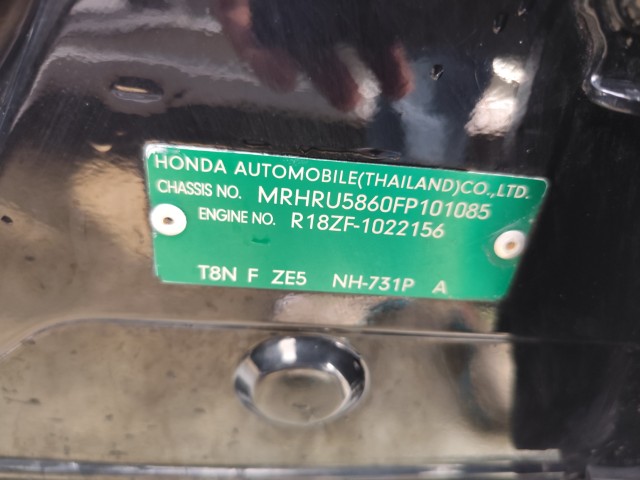 HONDA AUTOMOBILE(THAILAND)CO.,LTD.
CHASSIS NO. MRHRU5860FP101085
ENGINE NO. R18ZF-1022156
T8N F ZE5 NH-731P A